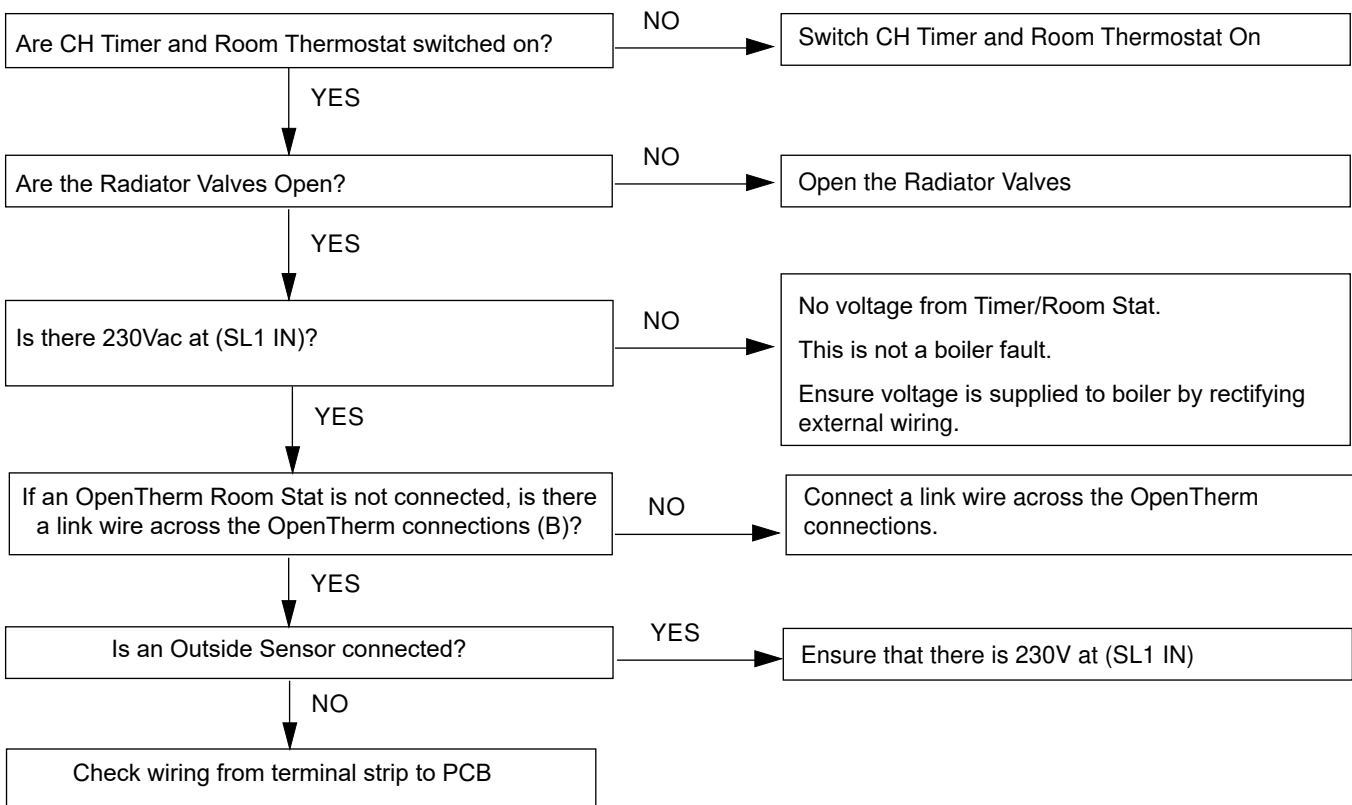 Are CH Timer and Room Thermostat switched on?
NO
Switch CH Timer and Room Thermostat On
YES
Are the Radiator Valves Open?
NO
Open the Radiator Valves
YES
Is there 230Vac at (SL1 IN)?
NO
No voltage from Timer/Room Stat.
This is not a boiler fault.
Ensure voltage is supplied to boiler by rectifying
external wiring.
YES
If an OpenTherm Room Stat is not connected, is there
a link wire across the OpenTherm connections (B)?
NO
Connect a link wire across the OpenTherm
connections.
YES
Is an Outside Sensor connected?
YES
Ensure that there is 230V at (SL1 IN)
NO
Check wiring from terminal strip to PCB